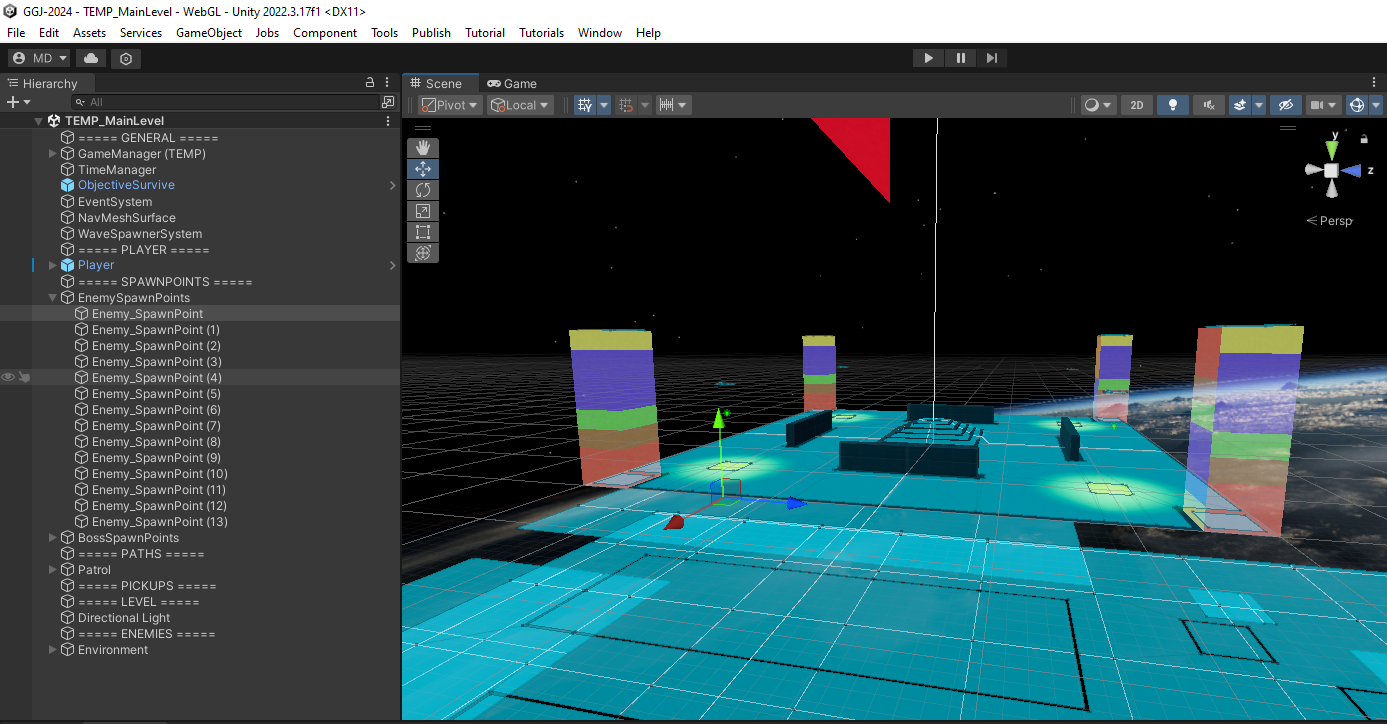 GGJ-2024 - TEMP_MainLevel - WebGL - Unity 2022.3.17f1 <DX11>
File Edit Assets Services GameObject Jobs Component Tools Publish Tutorial Tutorials Window Help
MD
Hierarchy
Scene
Game
All
Pivot
Local
2D
TEMP_MainLevel
===== GENERAL =====
GameManager (TEMP)
TimeManager
ObjectiveSurvive
EventSystem
NavMeshSurface
WaveSpawnerSystem
===== PLAYER =====
Player
===== SPAWNPOINTS =====
EnemySpawnPoints
Enemy_SpawnPoint
Enemy_SpawnPoint (1)
Enemy_SpawnPoint (2)
Enemy_SpawnPoint (3)
Enemy_SpawnPoint (4)
Enemy_SpawnPoint (5)
Enemy_SpawnPoint (6)
Enemy_SpawnPoint (7)
Enemy_SpawnPoint (8)
Enemy_SpawnPoint (9)
Enemy_SpawnPoint (10)
Enemy_SpawnPoint (11)
Enemy_SpawnPoint (12)
Enemy_SpawnPoint (13)
BossSpawnPoints
===== PATHS =====
Patrol
===== PICKUPS =====
===== LEVEL =====
Directional Light
===== ENEMIES =====
Environment
y
z
Persp